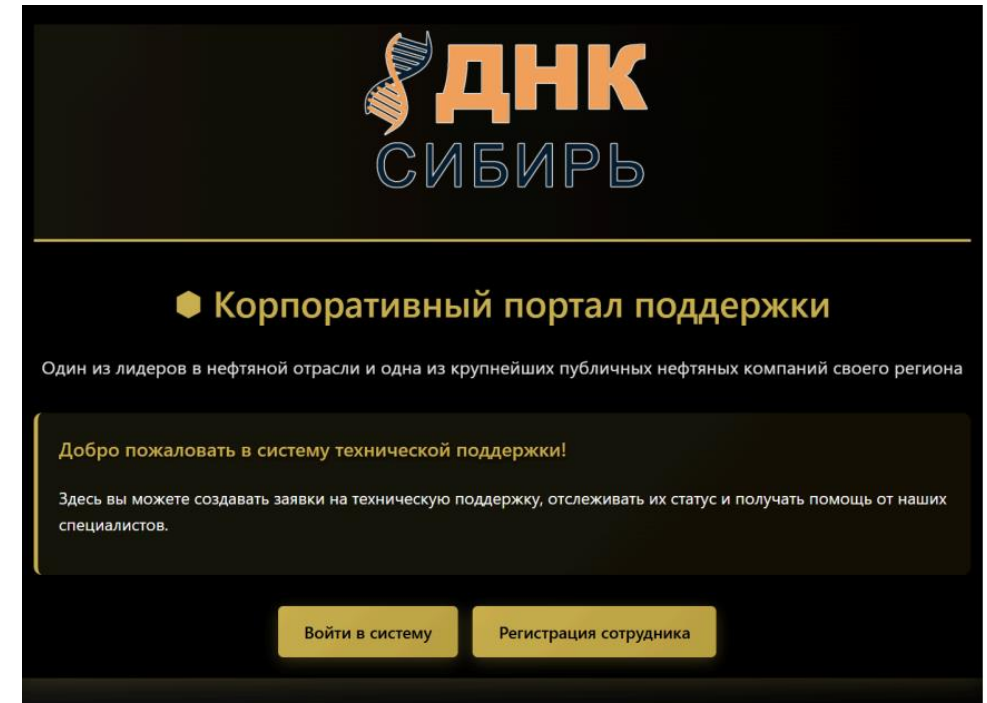 ДНК
СИБИРЬ
Корпоративный портал поддержки
Один из лидеров в нефтяной отрасли и одна из крупнейших публичных нефтяных компаний своего региона
Добро пожаловать в систему технической поддержки!
Здесь вы можете создавать заявки на техническую поддержку, отслеживать их статус и получать помощь от наших
специалистов.
Войти в систему
Регистрация сотрудника